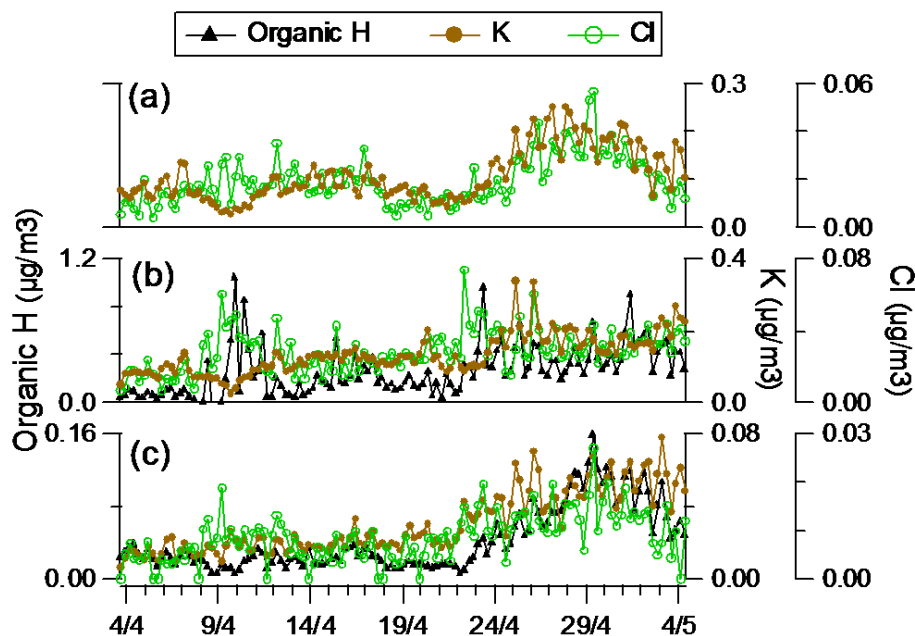 Organic H K Cl
(a) 0.3 0.06
0.0 0.00
1.2 (b) 0.4 0.08
0.0 0.0 0.00
0.16 (c) 0.08 0.03
0.00 0.00 0.00
4/4 9/4 14/4 19/4 24/4 29/4 4/5
Organic H (µg/m3)
K (µg/m3)
Cl (µg/m3)